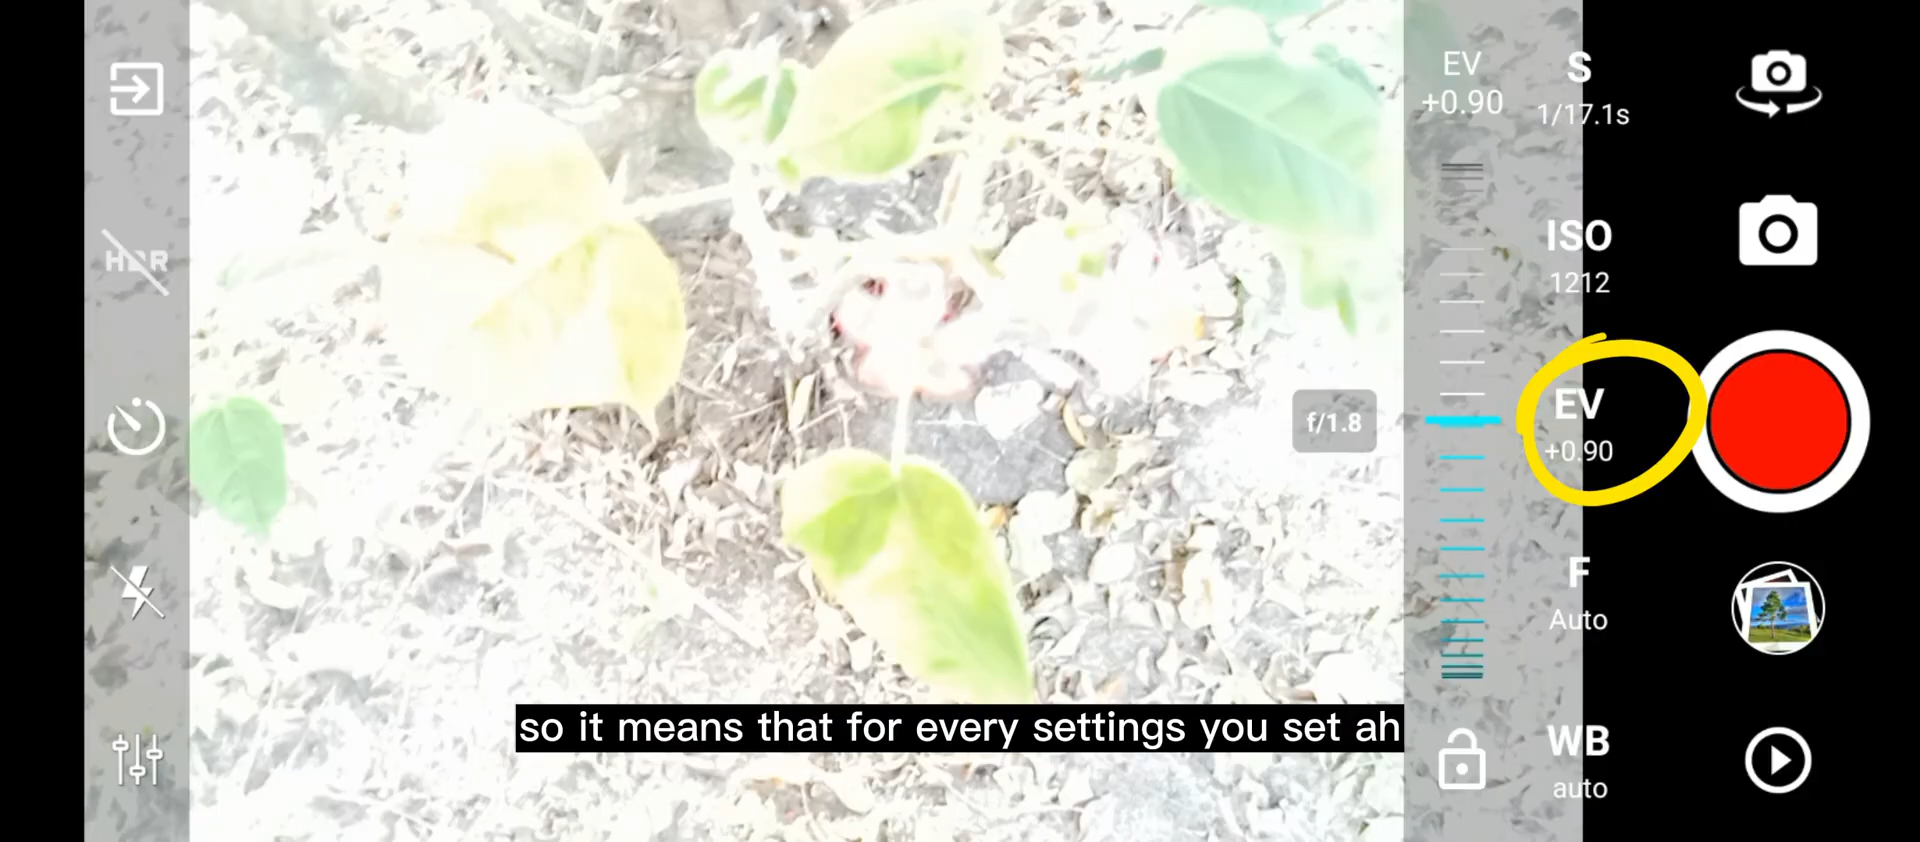 EV
+0.90
S
1/17.1s
HDR
ISO
1212
f/1.8
EV
+0.90
F
Auto
so it means that for every settings you set ah
WB
auto